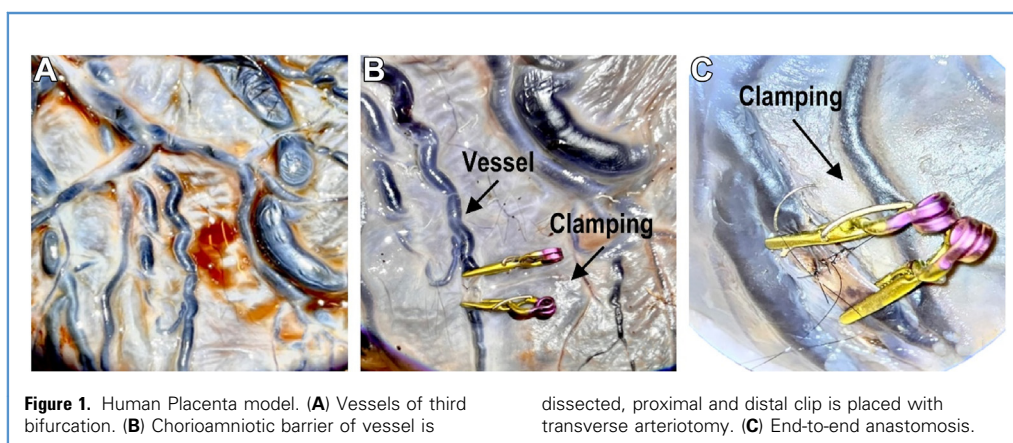 A
B
Vessel
Clamping
C
Clamping
Figure 1. Human Placenta model. (A) Vessels of third
bifurcation. (B) Chorioamniotic barrier of vessel is
dissected, proximal and distal clip is placed with
transverse arteriotomy. (C) End-to-end anastomosis.